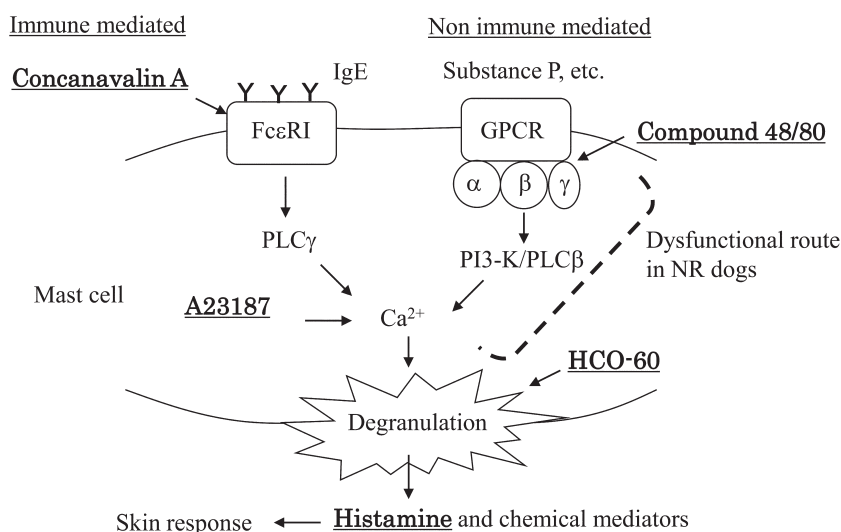 Immune mediated
Non immune mediated
Concanavalin A
IgE
Substance P, etc.
FcεRI
GPCR
Compound 48/80
α
β
γ
PLCγ
PI3-K/PLCβ
Dysfunctional route
in NR dogs
Mast cell
A23187
Ca²⁺
HCO-60
Degranulation
Skin response
Histamine and chemical mediators